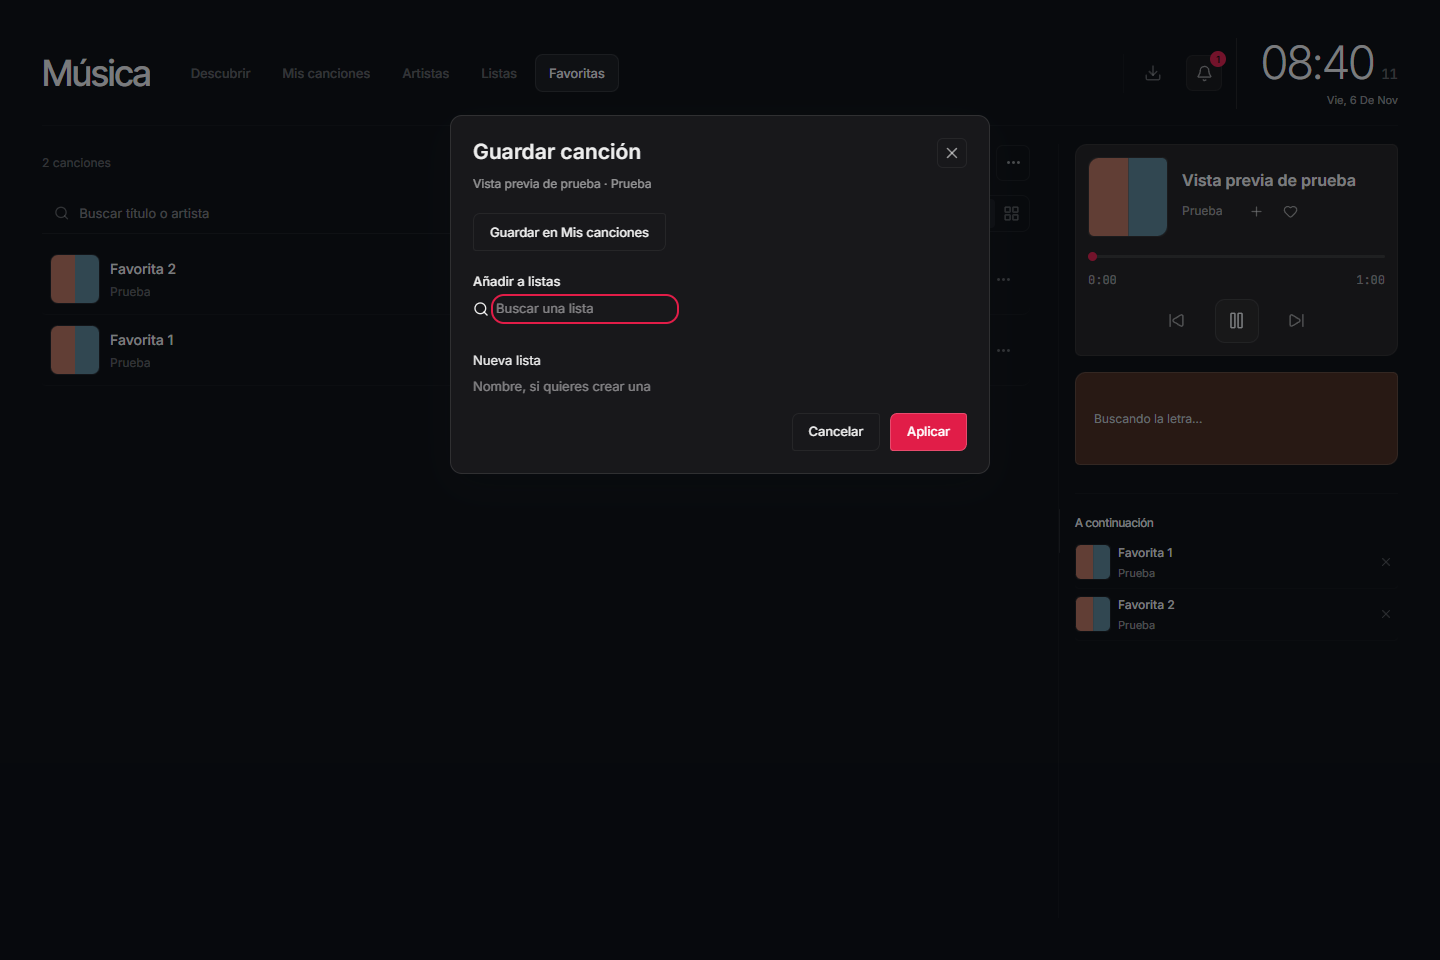 Música
Descubrir
Mis canciones
Artistas
Listas
Favoritas
1
08:40 11
Vie, 6 De Nov
2 canciones
Buscar título o artista
Favorita 2
Prueba
Favorita 1
Prueba
Guardar canción
Vista previa de prueba · Prueba
Guardar en Mis canciones
Añadir a listas
Buscar una lista
Nueva lista
Nombre, si quieres crear una
Cancelar
Aplicar
Vista previa de prueba
Prueba
0:00
1:00
Buscando la letra...
A continuación
Favorita 1
Prueba
Favorita 2
Prueba